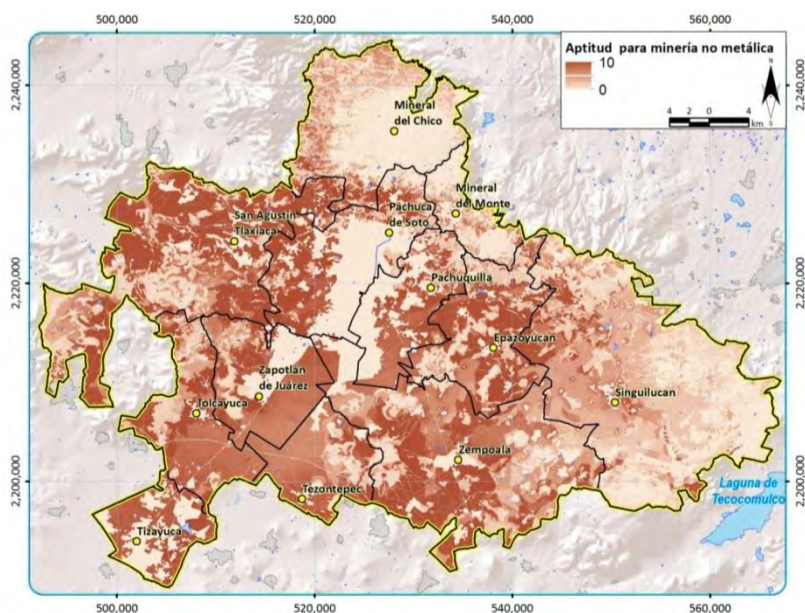 500,000
520,000
540,000
560,000
Aptitud para minería no metálica
10
0
N
S
4 2 0 4
km
2,240,000
2,240,000
Mineral
del Chico
San Agustín
Tlaxiaca
Pachuca
de Soto
Mineral
del Monte
2,220,000
2,220,000
Pachuquilla
Epazoyucan
Zapotlán
de Juárez
Tolcayuca
Singuilucan
Zempoala
2,200,000
2,200,000
Tezontepec
Laguna de
Tecocomulco
Tizayuca
500,000
520,000
540,000
560,000